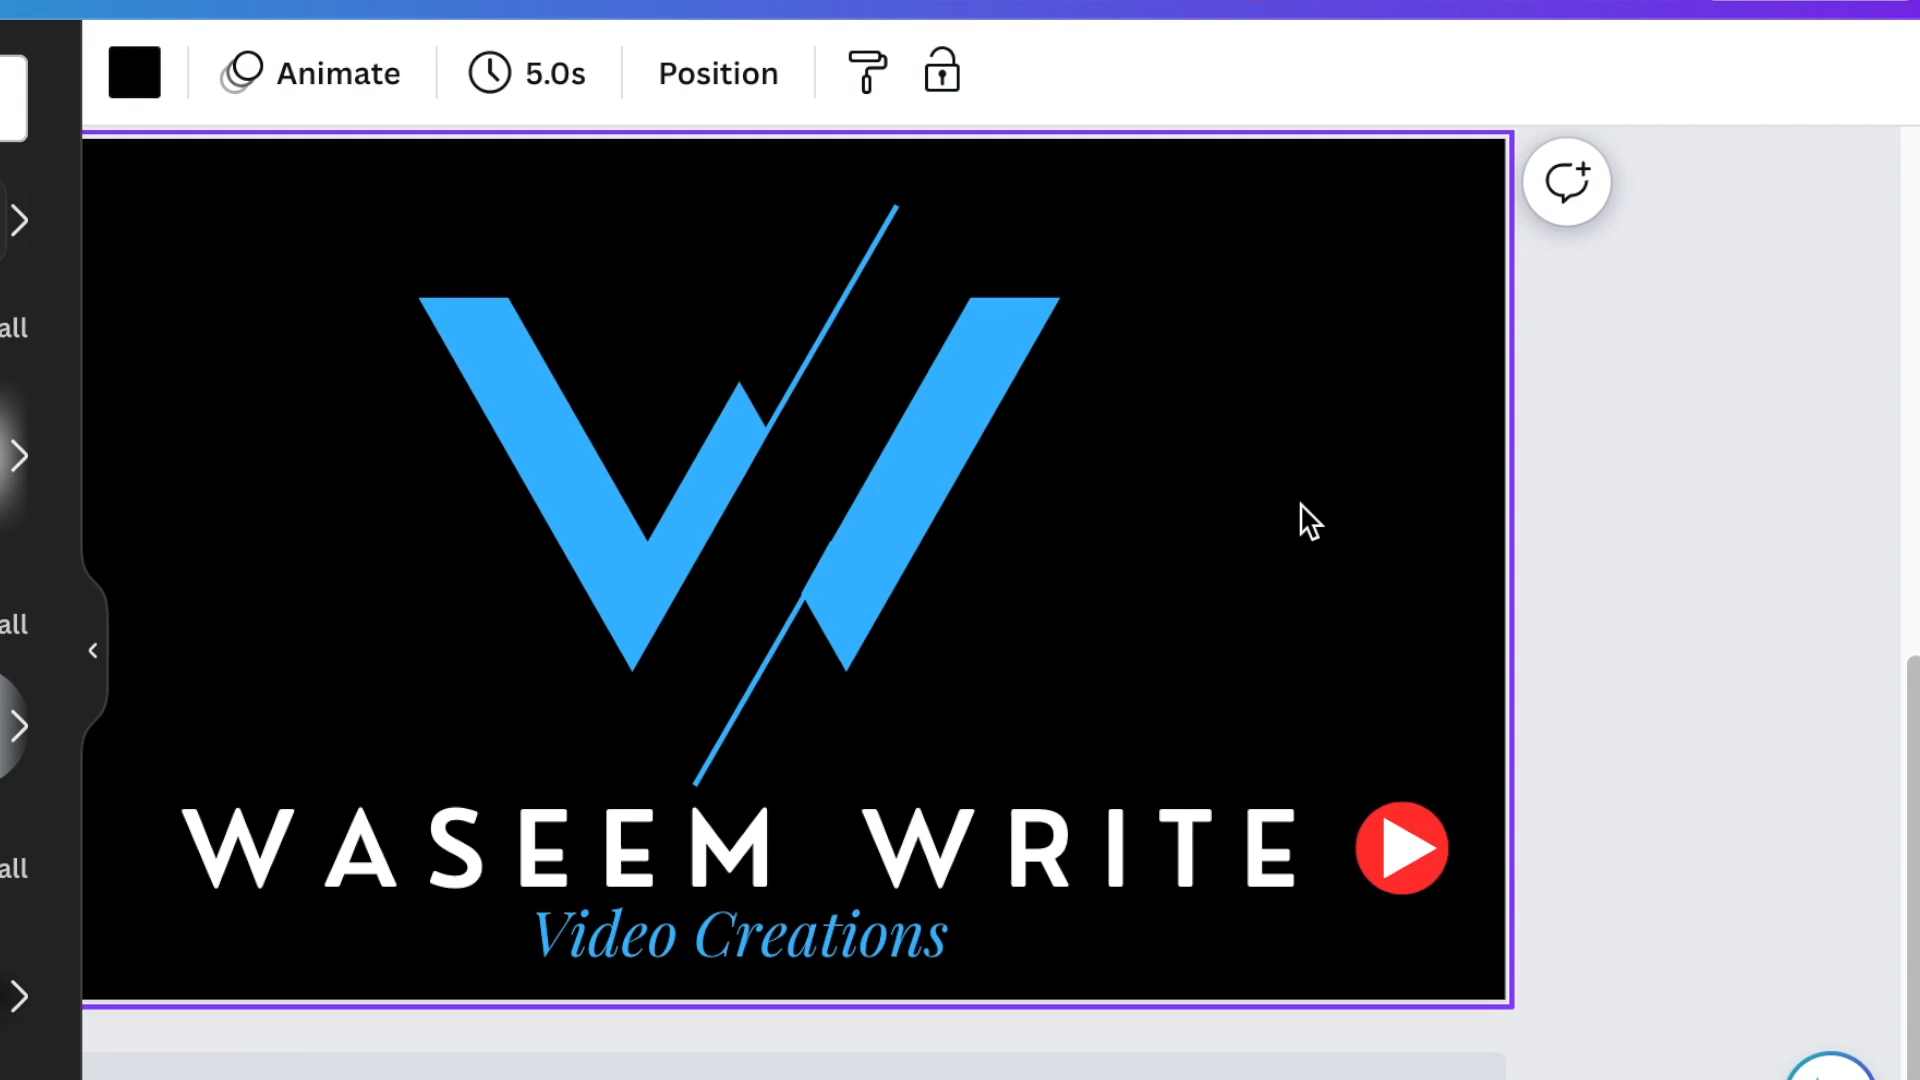 Animate
5.0s
Position
all
all
all
WASEEM WRITE
Video Creations